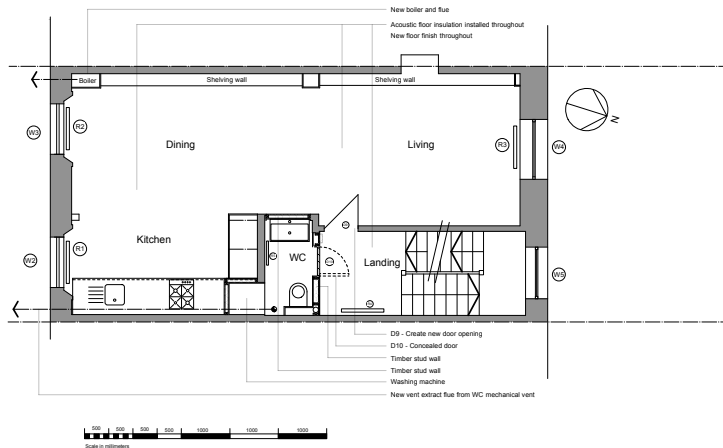 New boiler and flue
Acoustic floor insulation installed throughout
New floor finish throughout
Boiler
Shelving wall
Shelving wall
N
W3
R2
Dining
Living
R3
W4
Kitchen
W2
R1
WC
Landing
W5
D9 - Create new door opening
D10 - Concealed door
Timber stud wall
Timber stud wall
Washing machine
New vent extract flue from WC mechanical vent
500 500 500 500 1000 1000 1000
Scale in millimeters